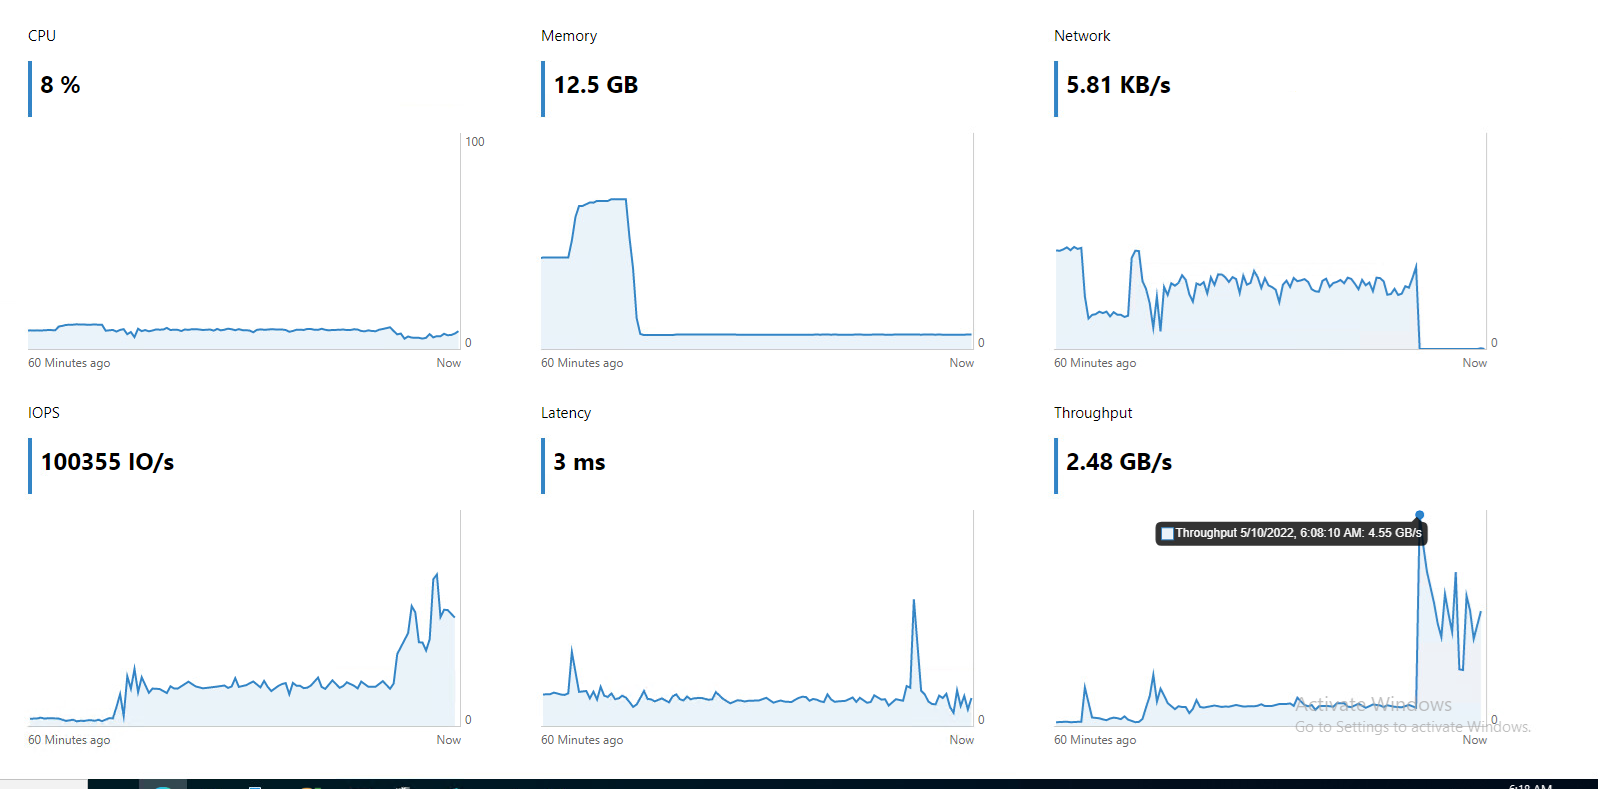 CPU
8 %
100
0
60 Minutes ago
Now
Memory
12.5 GB
0
60 Minutes ago
Now
Network
5.81 KB/s
0
60 Minutes ago
Now
IOPS
100355 IO/s
0
60 Minutes ago
Now
Latency
3 ms
0
60 Minutes ago
Now
Throughput
2.48 GB/s
Throughput 5/10/2022, 6:08:10 AM: 4.55 GB/s
0
60 Minutes ago
Now
Activate Windows
Go to Settings to activate Windows.
6:18 AM